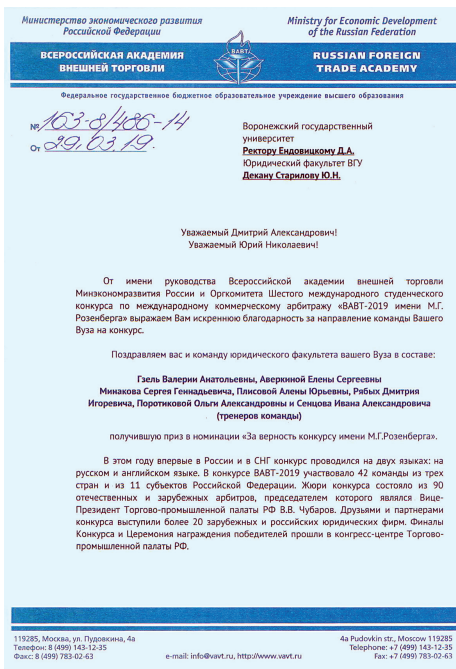 Министерство экономического развития
Российской Федерации
Ministry for Economic Development
of the Russian Federation
ВСЕРОССИЙСКАЯ АКАДЕМИЯ
ВНЕШНЕЙ ТОРГОВЛИ
ВАВТ
RUSSIAN FOREIGN
TRADE ACADEMY
Федеральное государственное бюджетное образовательное учреждение высшего образования
№ 163-8/486-14
От 29.03.19.
Воронежский государственный
университет
Ректору Ендовицкому Д.А.
Юридический факультет ВГУ
Декану Старилову Ю.Н.
Уважаемый Дмитрий Александрович!
Уважаемый Юрий Николаевич!
От имени руководства Всероссийской академии внешней торговли
Минэкономразвития России и Оргкомитета Шестого международного студенческого
конкурса по международному коммерческому арбитражу «ВАВТ-2019 имени М.Г.
Розенберга» выражаем Вам искреннюю благодарность за направление команды Вашего
Вуза на конкурс.
Поздравляем вас и команду юридического факультета вашего Вуза в составе:
Гзель Валерии Анатольевны, Аверкиной Елены Сергеевны
Минакова Сергея Геннадьевича, Плисовой Алены Юрьевны, Рябых Дмитрия
Игоревича, Поротиковой Ольги Александровны и Сенцова Ивана Александровича
(тренеров команды)
получившую приз в номинации «За верность конкурсу имени М.Г.Розенберга».
В этом году впервые в России и в СНГ конкурс проводился на двух языках: на
русском и английском языке. В конкурсе ВАВТ-2019 участвовало 42 команды из трех
стран и из 11 субъектов Российской Федерации. Жюри конкурса состояло из 90
отечественных и зарубежных арбитров, председателем которого являлся Вице-
Президент Торгово-промышленной палаты РФ В.В. Чубаров. Друзьями и партнерами
конкурса выступили более 20 зарубежных и российских юридических фирм. Финалы
Конкурса и Церемония награждения победителей прошли в конгресс-центре Торгово-
промышленной палаты РФ.
119285, Москва, ул. Пудовкина, 4а
Телефон: 8 (499) 143-12-35
Факс: 8 (499) 783-02-63
e-mail: info@vavt.ru, http://www.vavt.ru
4a Pudovkin str., Moscow 119285
Telephone: +7 (499) 143-12-35
Fax: +7 (499) 783-02-63